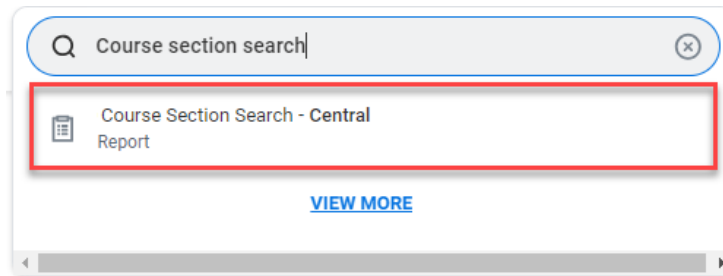 Course section search
Course Section Search - Central
Report
VIEW MORE